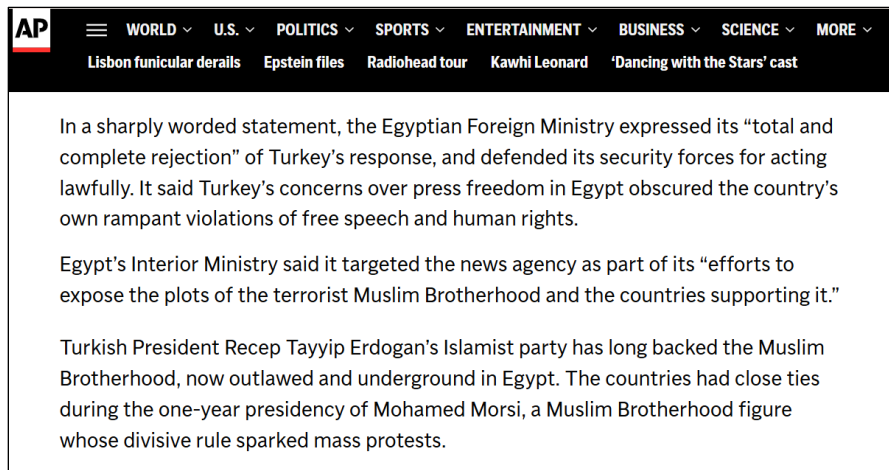 AP
WORLD U.S. POLITICS SPORTS ENTERTAINMENT BUSINESS SCIENCE MORE
Lisbon funicular derails Epstein files Radiohead tour Kawhi Leonard ‘Dancing with the Stars’ cast
In a sharply worded statement, the Egyptian Foreign Ministry expressed its “total and
complete rejection” of Turkey’s response, and defended its security forces for acting
lawfully. It said Turkey’s concerns over press freedom in Egypt obscured the country’s
own rampant violations of free speech and human rights.
Egypt’s Interior Ministry said it targeted the news agency as part of its “efforts to
expose the plots of the terrorist Muslim Brotherhood and the countries supporting it.”
Turkish President Recep Tayyip Erdogan’s Islamist party has long backed the Muslim
Brotherhood, now outlawed and underground in Egypt. The countries had close ties
during the one-year presidency of Mohamed Morsi, a Muslim Brotherhood figure
whose divisive rule sparked mass protests.